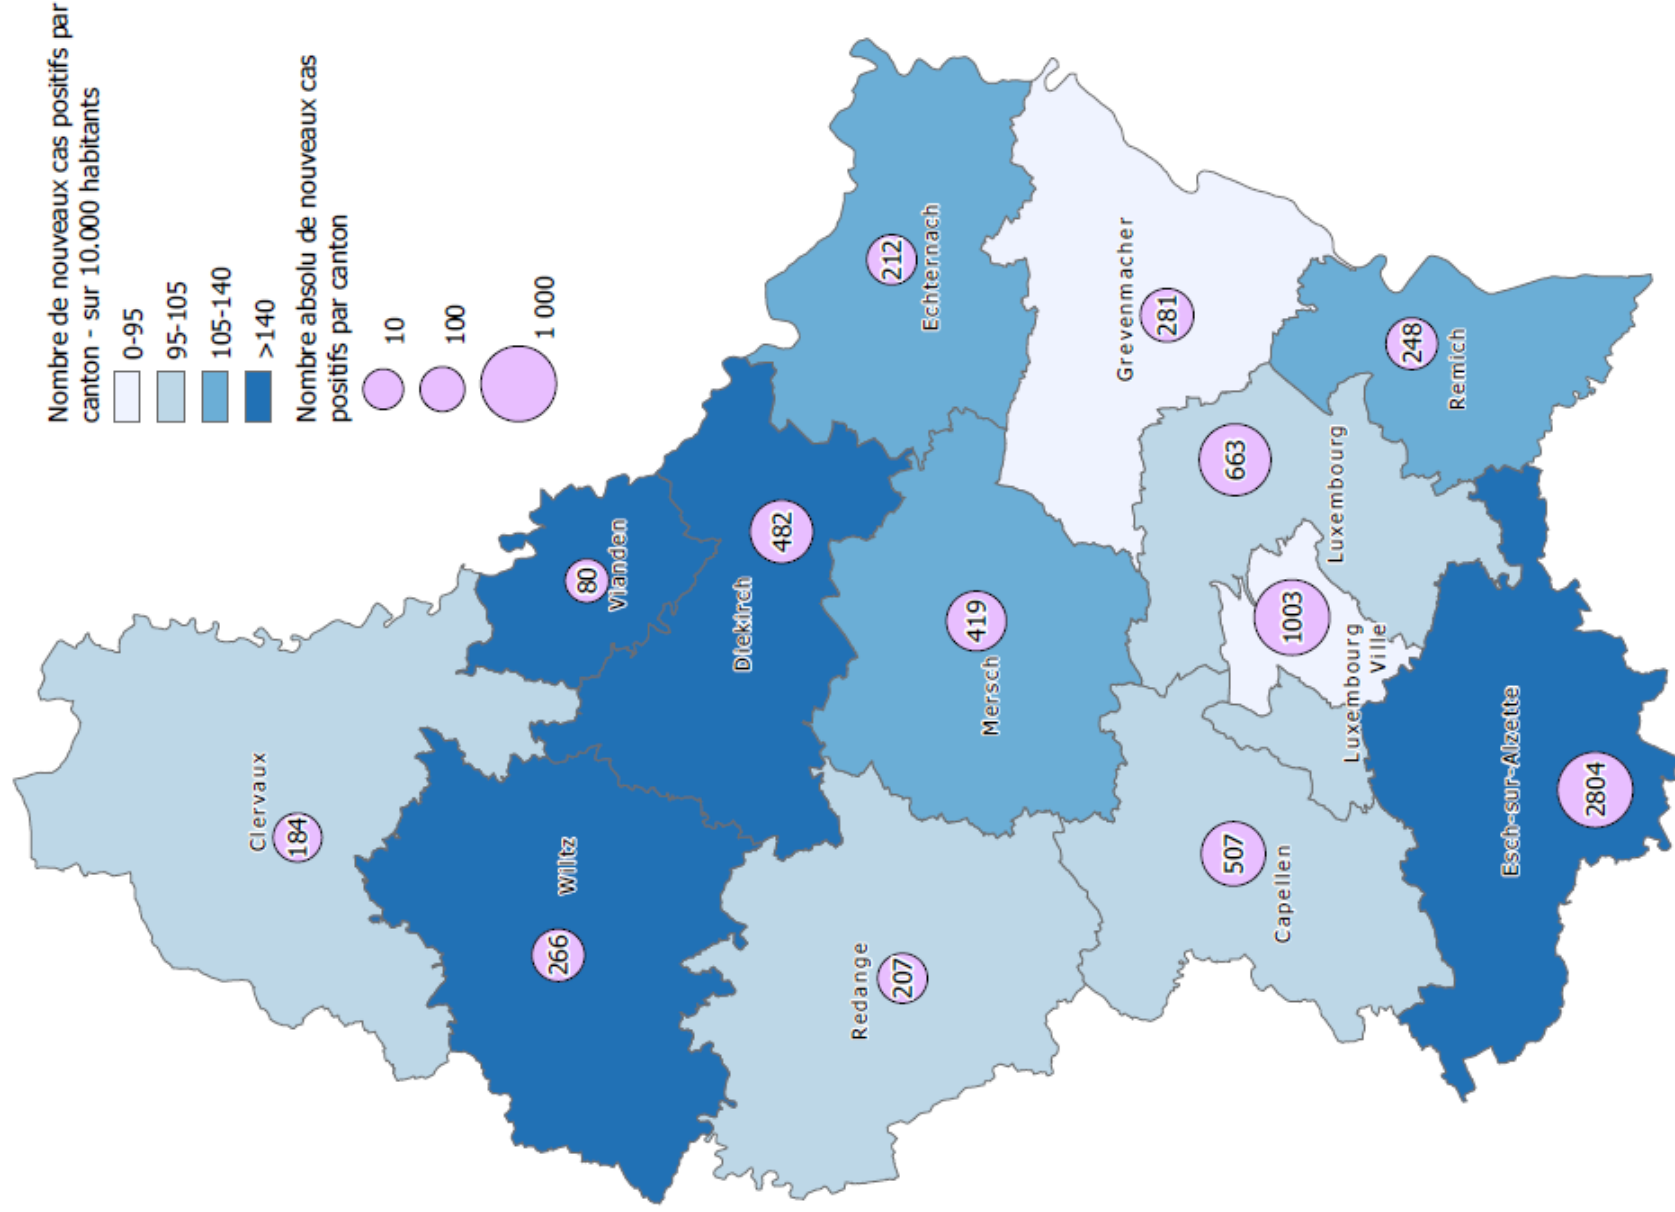 Nombre de nouveaux cas positifs par
canton - sur 10.000 habitants
0-95
95-105
105-140
>140
Nombre absolu de nouveaux cas
positifs par canton
10
100
1 000
Clervaux
184
Wiltz
266
Vianden
80
Diekirch
482
Redange
207
Mersch
419
Echternach
212
Grevenmacher
281
Capellen
507
Luxembourg
663
Luxembourg
Ville
1003
Remich
248
Esch-sur-Alzette
2804